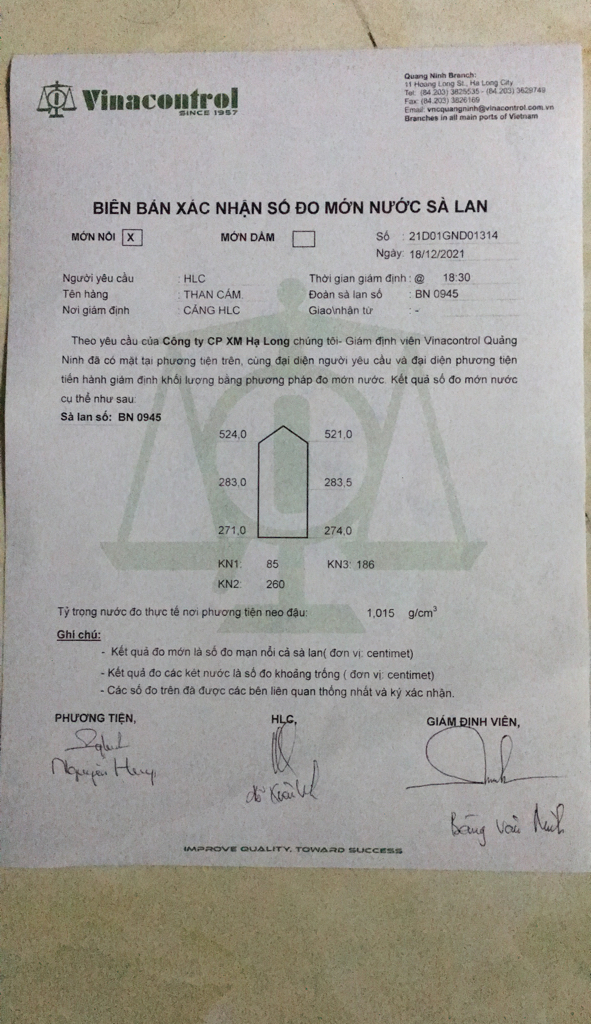 Vinacontrol
SINCE 1957
Quang Ninh Branch:
11 Hoang Long St., Ha Long City
Tel: (84.203) 3825535 - (84.203) 3629749
Fax: (84.203) 3826169
Email: vncquangninh@vinacontrol.com.vn
Branches in all main ports of Vietnam
BIÊN BẢN XÁC NHẬN SỐ ĐO MỚN NƯỚC SÀ LAN
MỚN NỔI X MỚN DẰM Số : 21D01GND01314
Ngày: 18/12/2021
Người yêu cầu : HLC Thời gian giám định : @ 18:30
Tên hàng : THAN CÁM Đoàn sà lan số : BN 0945
Nơi giám định : CẢNG HLC Giao\nhận từ : -
Theo yêu cầu của Công ty CP XM Hạ Long chúng tôi- Giám định viên Vinacontrol Quảng
Ninh đã có mặt tại phương tiện trên, cùng đại diện người yêu cầu và đại diện phương tiện
tiến hành giám định khối lượng bằng phương pháp đo mớn nước. Kết quả số đo mớn nước
cụ thể như sau:
Sà lan số: BN 0945
524,0 521,0
283,0 283,5
271,0 274,0
KN1: 85 KN3: 186
KN2: 260
Tỷ trọng nước đo thực tế nơi phương tiện neo đậu: 1,015 g/cm³
Ghi chú:
- Kết quả đo mớn là số đo mạn nổi cả sà lan( đơn vị: centimet)
- Kết quả đo các két nước là số đo khoảng trống ( đơn vị: centimet)
- Các số đo trên đã được các bên liên quan thống nhất và ký xác nhận.
PHƯƠNG TIỆN, HLC, GIÁM ĐỊNH VIÊN,
Nguyễn
IMPROVE QUALITY, TOWARD SUCCESS